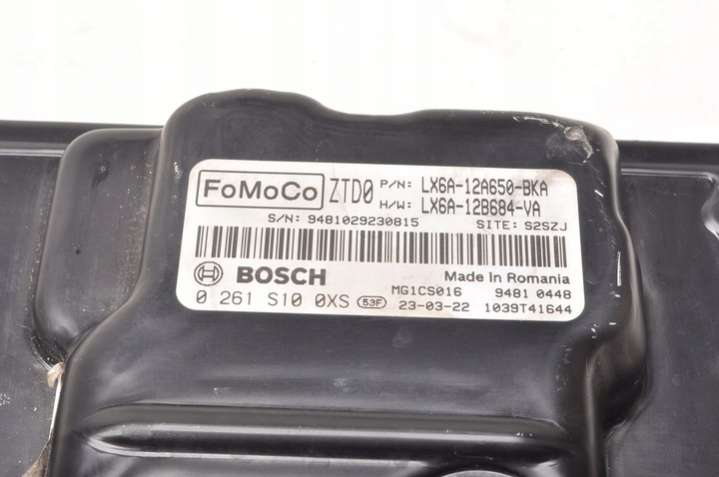 FoMoCo ZTD0 P/N: LX6A-12A650-BKA
H/W: LX6A-12B684-VA
S/N: 9481029230815 SITE: S2SZJ
BOSCH Made in Romania
MG1CS016 9481 0448
0 261 S10 0XS 53F 23-03-22 1039T41644